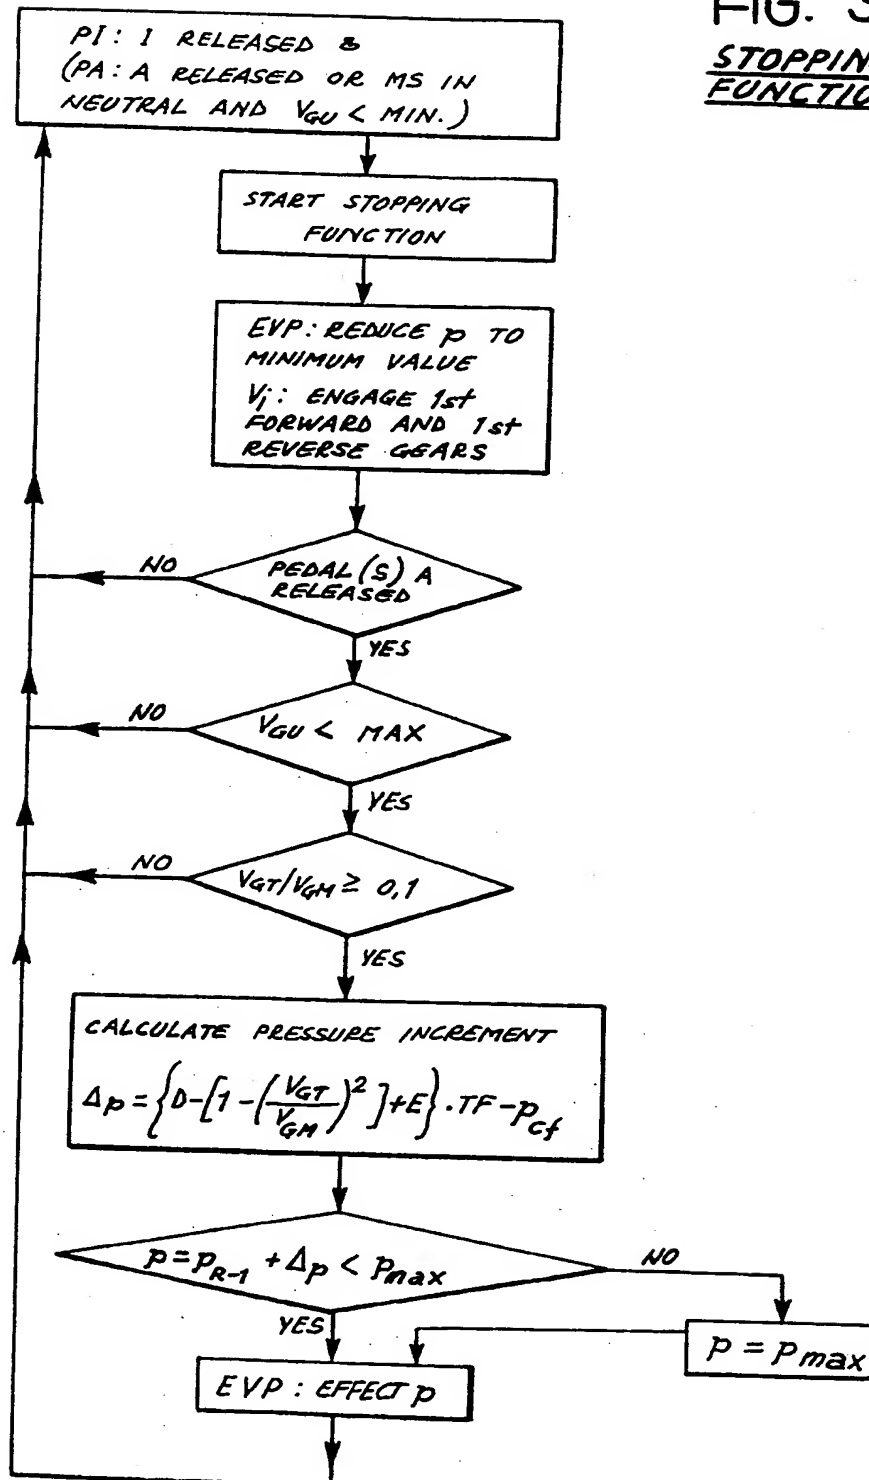 FIG. 3
STOPPIN
FUNCTIO
PI: I RELEASED &
(PA: A RELEASED OR MS IN
NEUTRAL AND V_GU < MIN.)
START STOPPING
FUNCTION
EVP: REDUCE p TO
MINIMUM VALUE
V_i: ENGAGE 1st
FORWARD AND 1st
REVERSE GEARS
PEDAL(S) A
RELEASED
NO
YES
V_GU < MAX
NO
YES
V_GT/V_GM ≥ 0,1
NO
YES
CALCULATE PRESSURE INCREMENT
Δp = {D-[1-(V_GT/V_GM)²]+E}·TF-p_cf
p=p_R-1 + Δp < p_max
NO
YES
p = p_max
EVP: EFFECT p